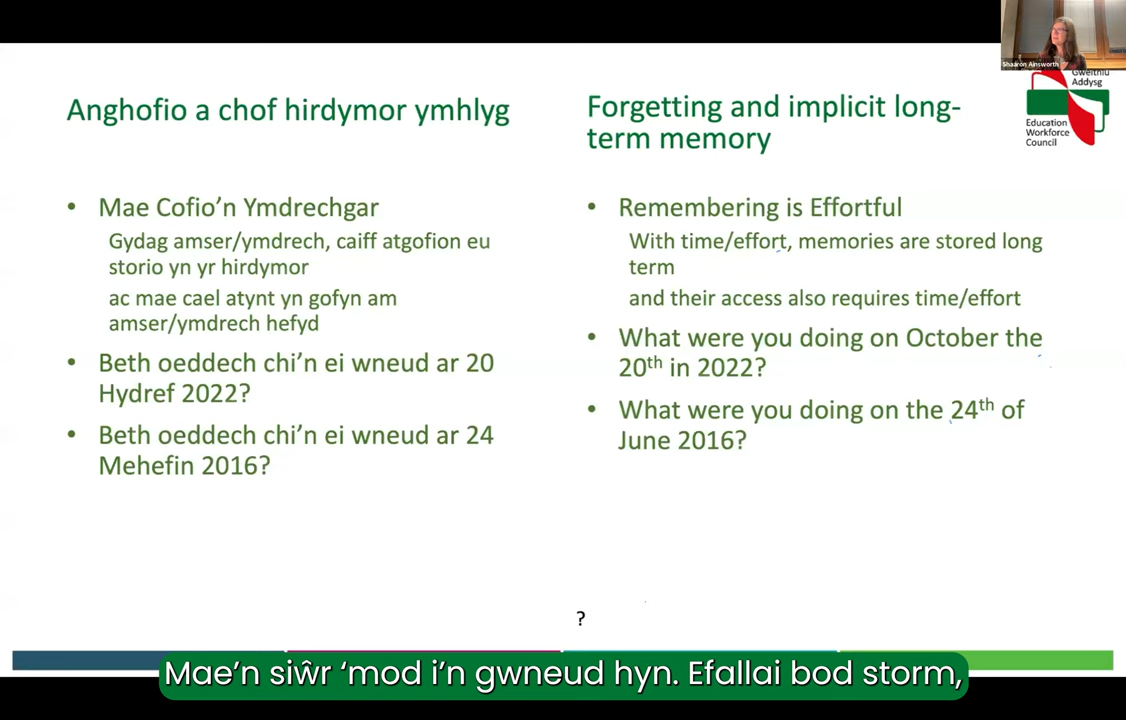 Shaaron Ainsworth
Gweithlu
Addysg
Education
Workforce
Council
Anghofio a chof hirdymor ymhlyg
• Mae Cofio’n Ymdrechgar
Gydag amser/ymdrech, caiff atgofion eu
storio yn yr hirdymor
ac mae cael atynt yn gofyn am
amser/ymdrech hefyd
• Beth oeddech chi’n ei wneud ar 20
Hydref 2022?
• Beth oeddech chi’n ei wneud ar 24
Mehefin 2016?
Forgetting and implicit long-
term memory
• Remembering is Effortful
With time/effort, memories are stored long
term
and their access also requires time/effort
• What were you doing on October the
20th in 2022?
• What were you doing on the 24th of
June 2016?
?
Mae’n siŵr ‘mod i’n gwneud hyn. Efallai bod storm,